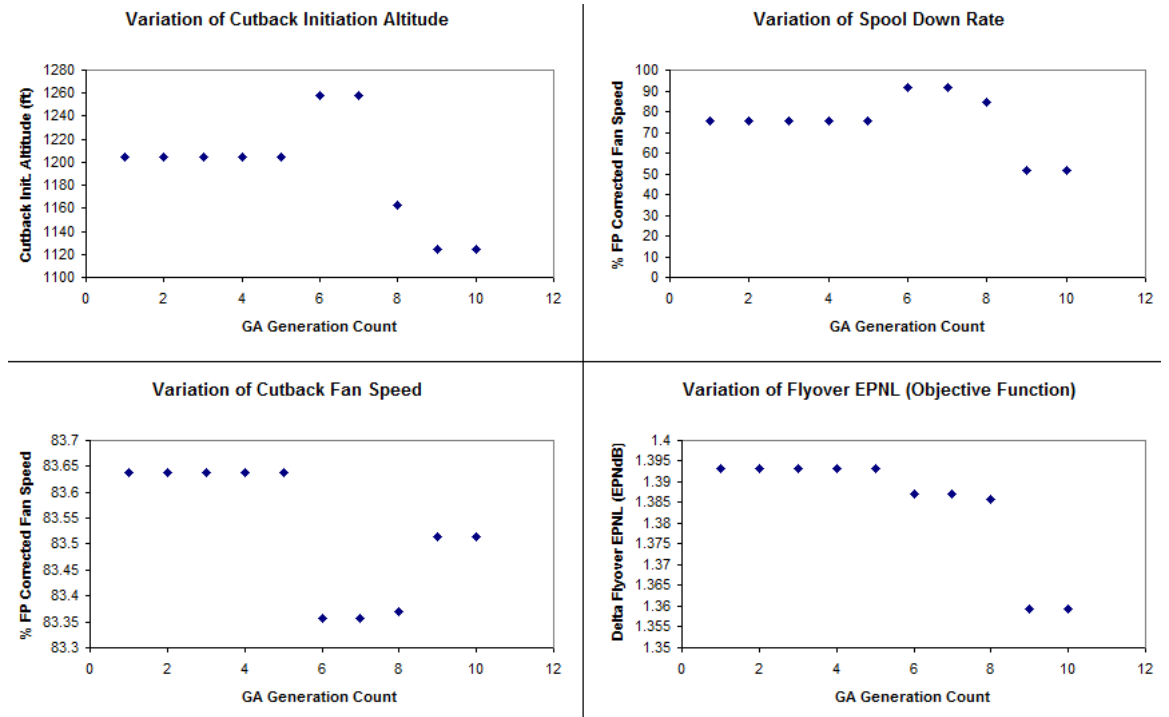 Variation of Cutback Initiation Altitude
Cutback Init. Altitude (ft)
1280
1260
1240
1220
1200
1180
1160
1140
1120
1100
0 2 4 6 8 10 12
GA Generation Count
Variation of Spool Down Rate
% FP Corrected Fan Speed
100
90
80
70
60
50
40
30
20
10
0
0 2 4 6 8 10 12
GA Generation Count
Variation of Cutback Fan Speed
% FP Corrected Fan Speed
83.7
83.65
83.6
83.55
83.5
83.45
83.4
83.35
83.3
0 2 4 6 8 10 12
GA Generation Count
Variation of Flyover EPNL (Objective Function)
Delta Flyover EPNL (EPNdB)
1.4
1.395
1.39
1.385
1.38
1.375
1.37
1.365
1.36
1.355
1.35
0 2 4 6 8 10 12
GA Generation Count